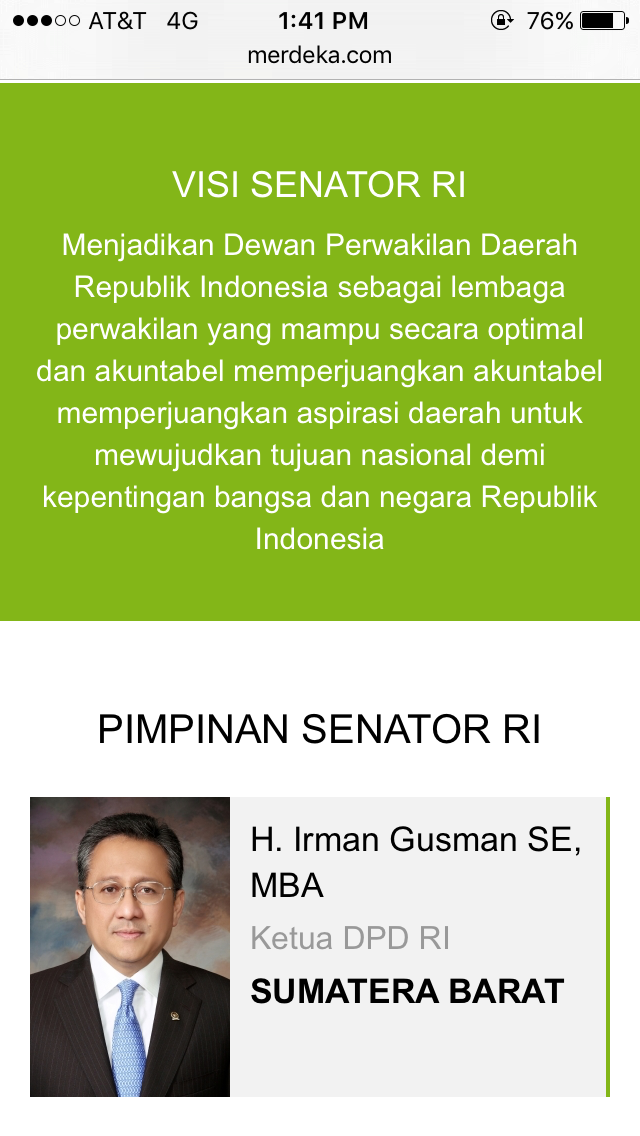 AT&T 4G 1:41 PM 76%
merdeka.com
VISI SENATOR RI
Menjadikan Dewan Perwakilan Daerah
Republik Indonesia sebagai lembaga
perwakilan yang mampu secara optimal
dan akuntabel memperjuangkan akuntabel
memperjuangkan aspirasi daerah untuk
mewujudkan tujuan nasional demi
kepentingan bangsa dan negara Republik
Indonesia
PIMPINAN SENATOR RI
H. Irman Gusman SE,
MBA
Ketua DPD RI
SUMATERA BARAT